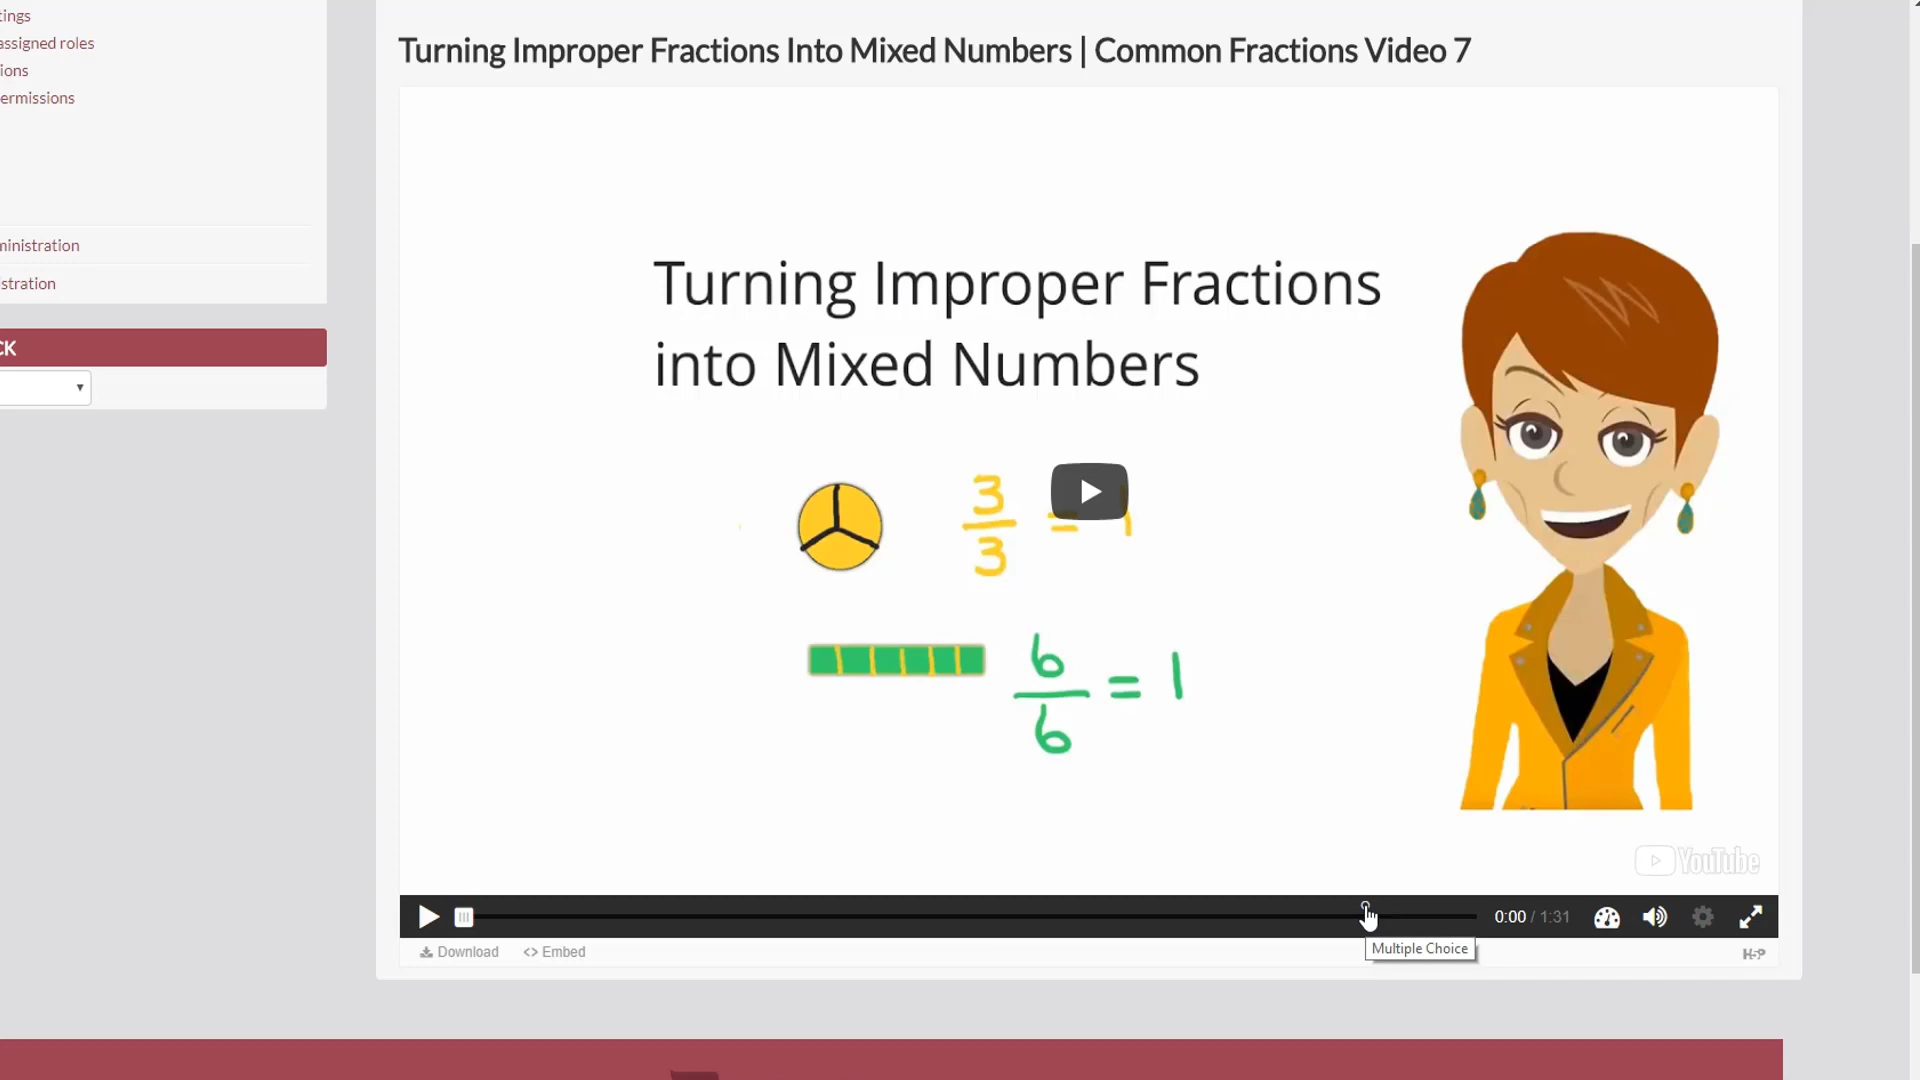 tings
assigned roles
ions
ermissions
ministration
stration
CK
Turning Improper Fractions Into Mixed Numbers | Common Fractions Video 7
Turning Improper Fractions
into Mixed Numbers
3
3
= 1
6
6
= 1
YouTube
0:00 / 1:31
Multiple Choice
Download
<> Embed
H-P